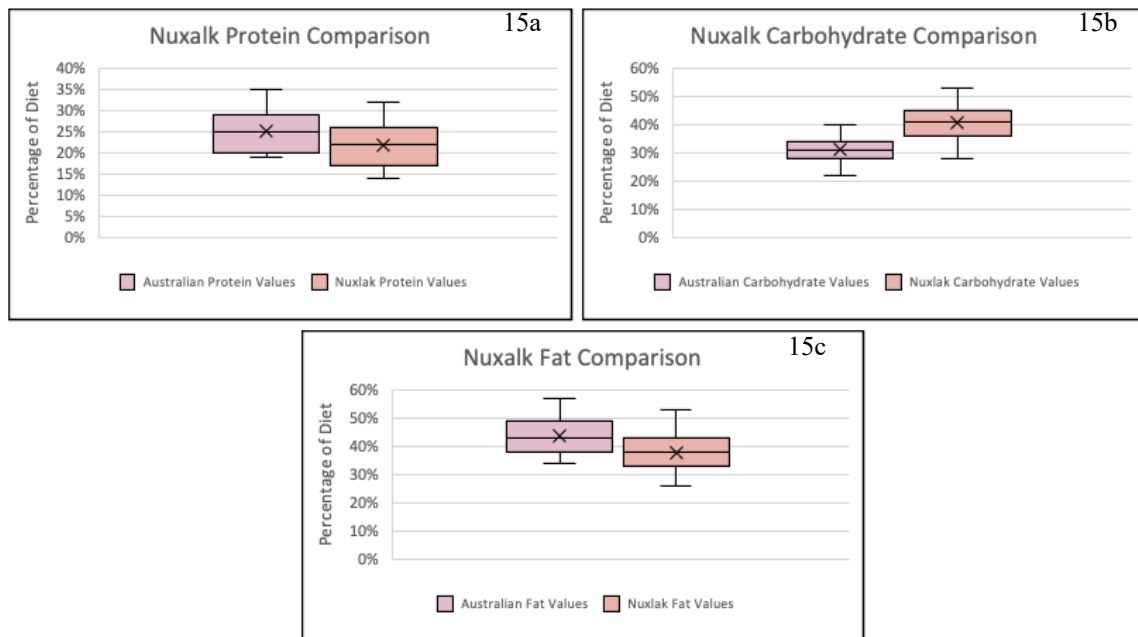 Nuxalk Protein Comparison
15a
Percentage of Diet
40%
35%
30%
25%
20%
15%
10%
5%
0%
Australian Protein Values
Nuxlak Protein Values
Nuxalk Carbohydrate Comparison
15b
Percentage of Diet
60%
50%
40%
30%
20%
10%
0%
Australian Carbohydrate Values
Nuxlak Carbohydrate Values
Nuxalk Fat Comparison
15c
Percentage of Diet
60%
50%
40%
30%
20%
10%
0%
Australian Fat Values
Nuxlak Fat Values